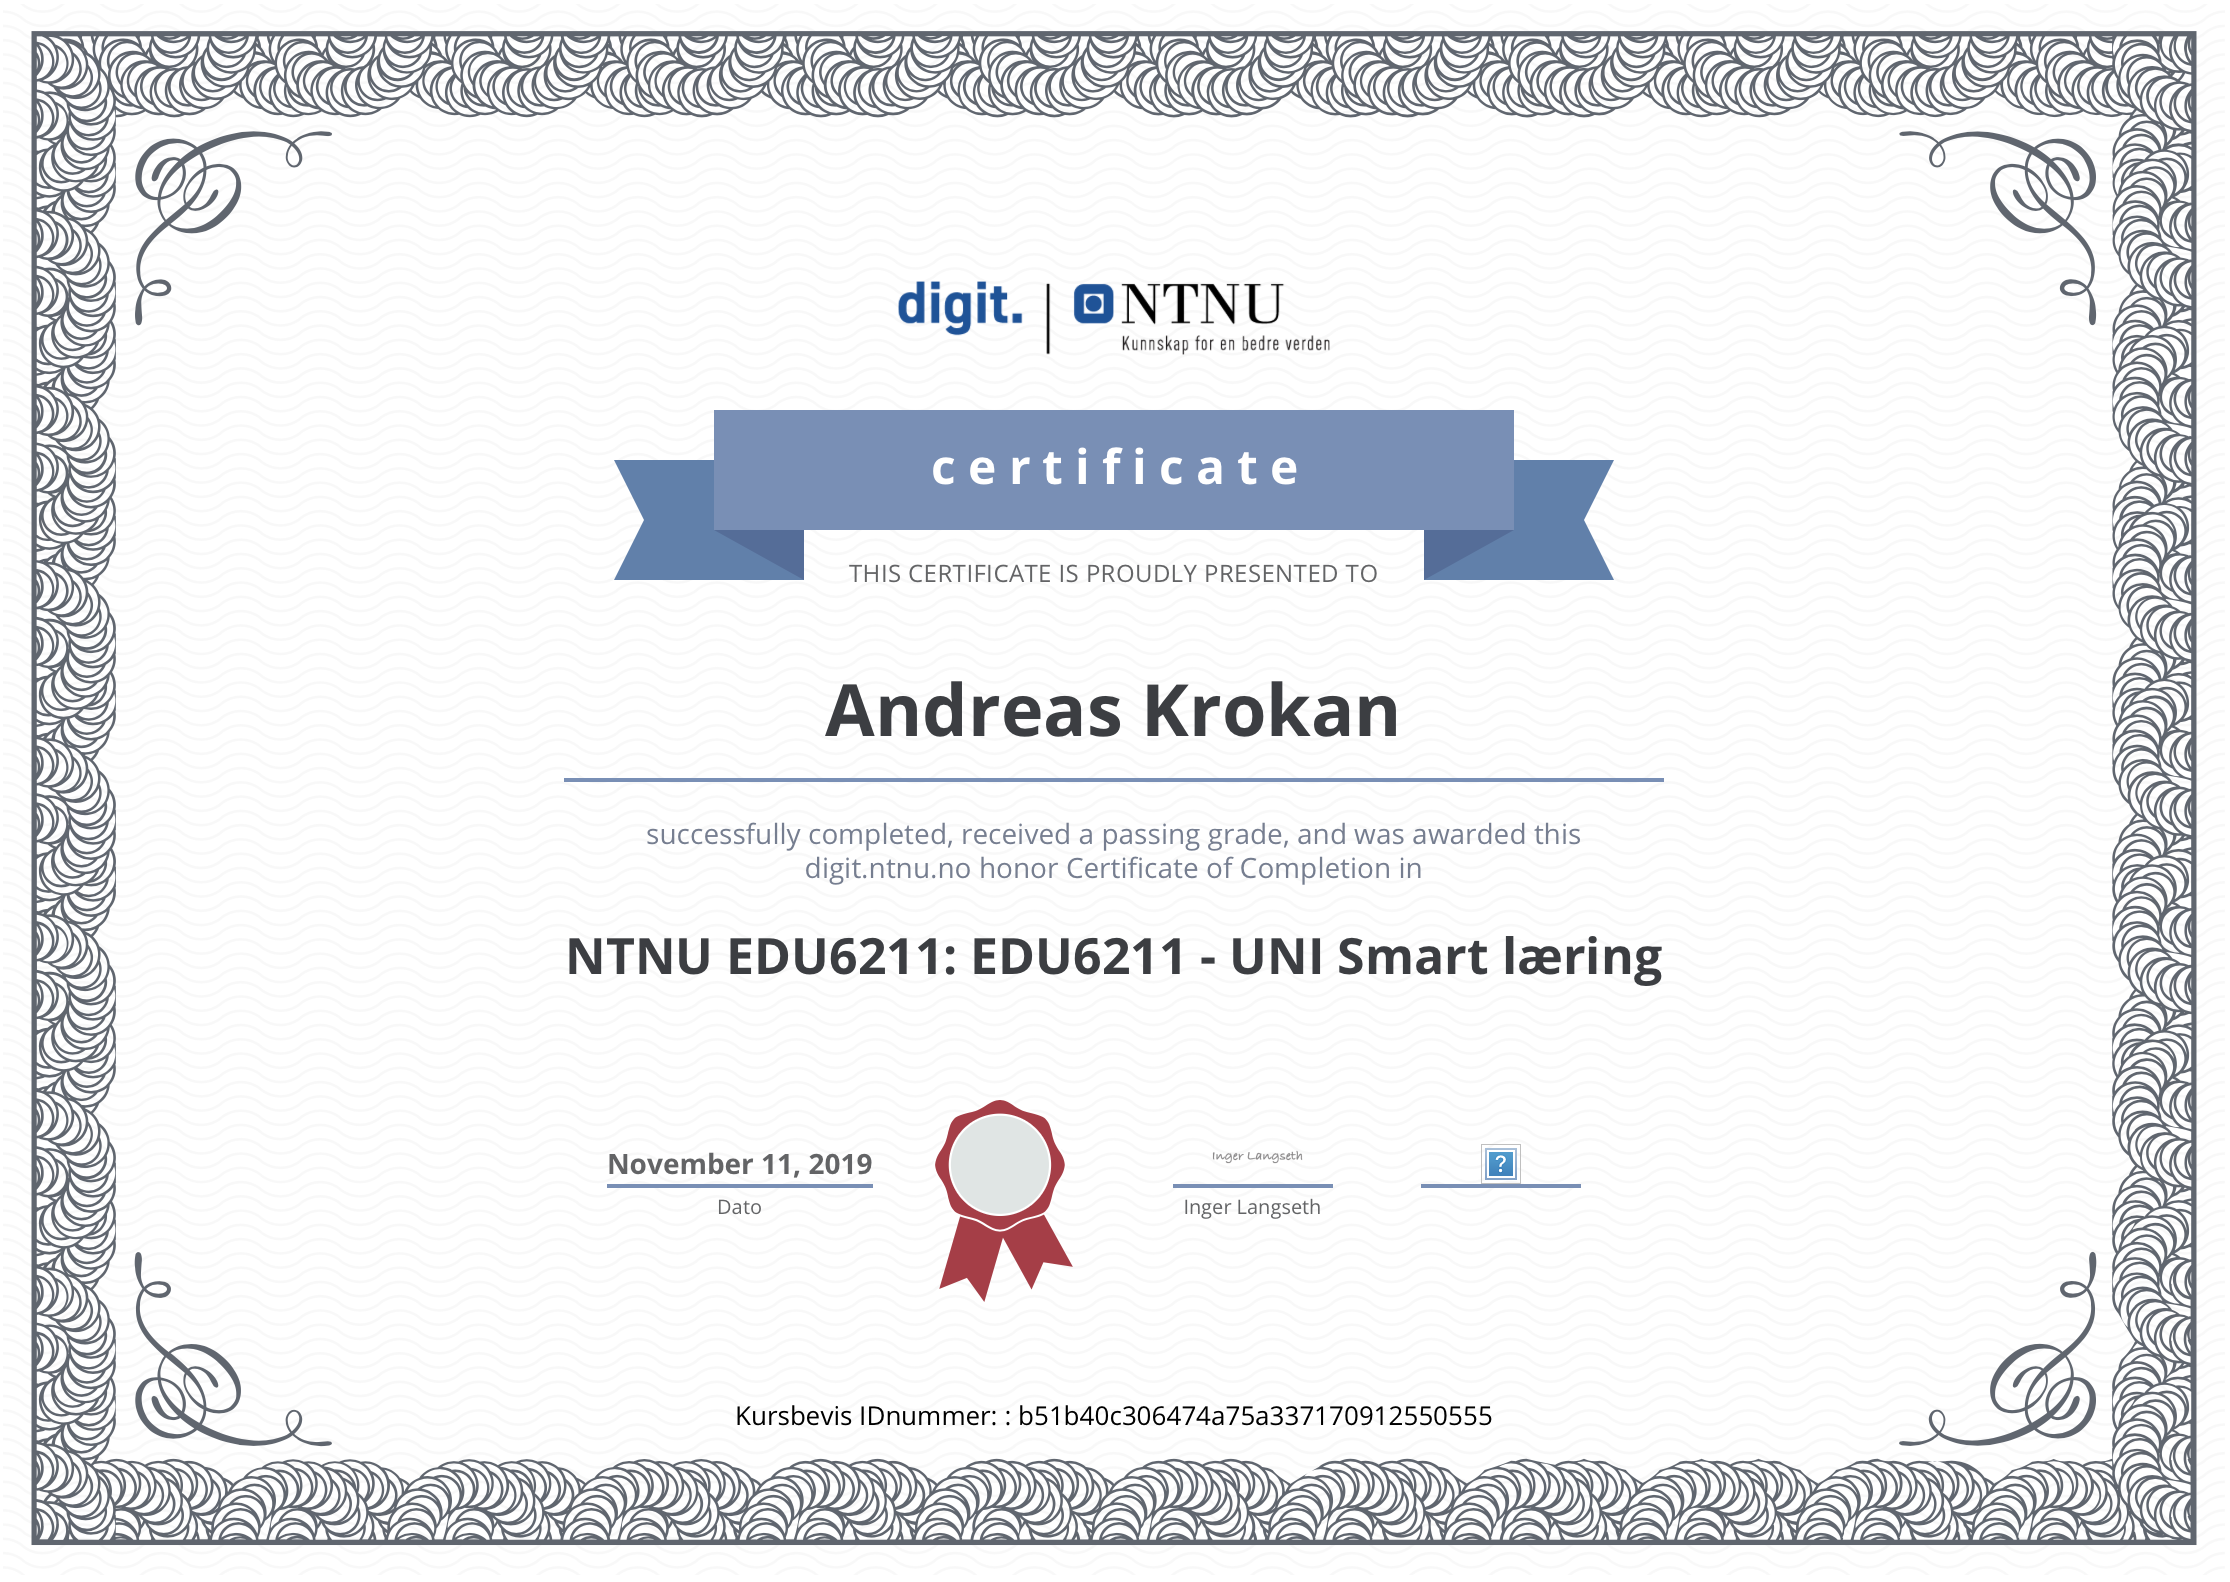 digit.
NTNU
Kunnskap for en bedre verden
certificate
THIS CERTIFICATE IS PROUDLY PRESENTED TO
Andreas Krokan
successfully completed, received a passing grade, and was awarded this
digit.ntnu.no honor Certificate of Completion in
NTNU EDU6211: EDU6211 - UNI Smart læring
November 11, 2019
Dato
Inger Langseth
Inger Langseth
?
Kursbevis IDnummer: : b51b40c306474a75a337170912550555